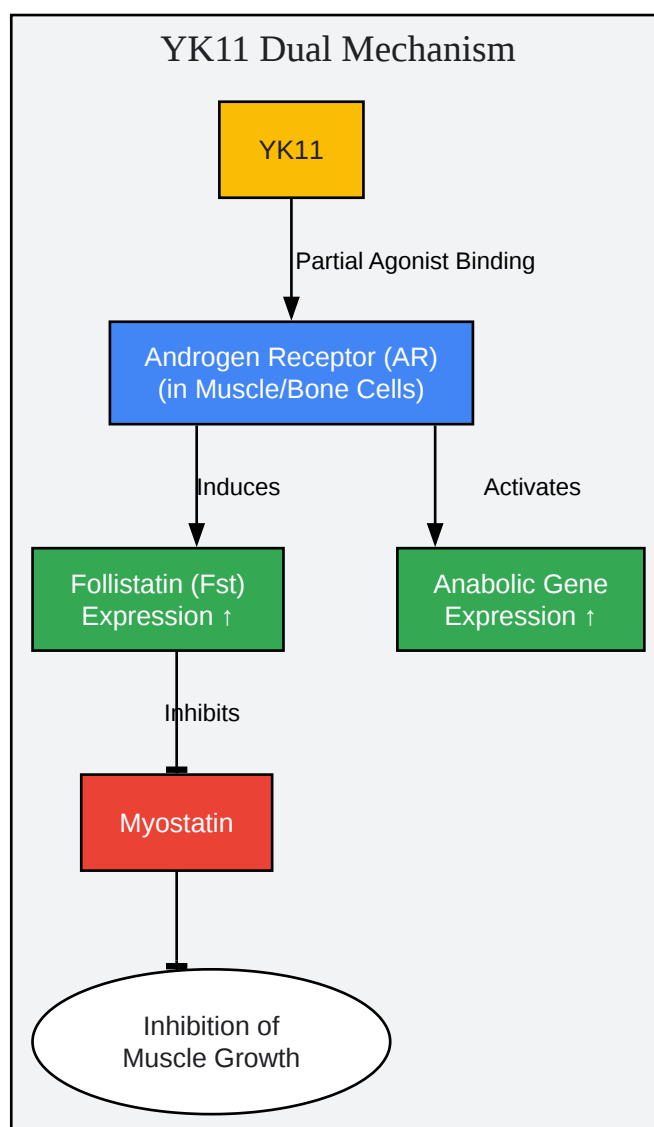 YK11 Dual Mechanism
YK11
Partial Agonist Binding
Androgen Receptor (AR)
(in Muscle/Bone Cells)
Induces
Activates
Follistatin (Fst)
Expression ↑
Anabolic Gene
Expression ↑
Inhibits
Myostatin
Inhibition of
Muscle Growth